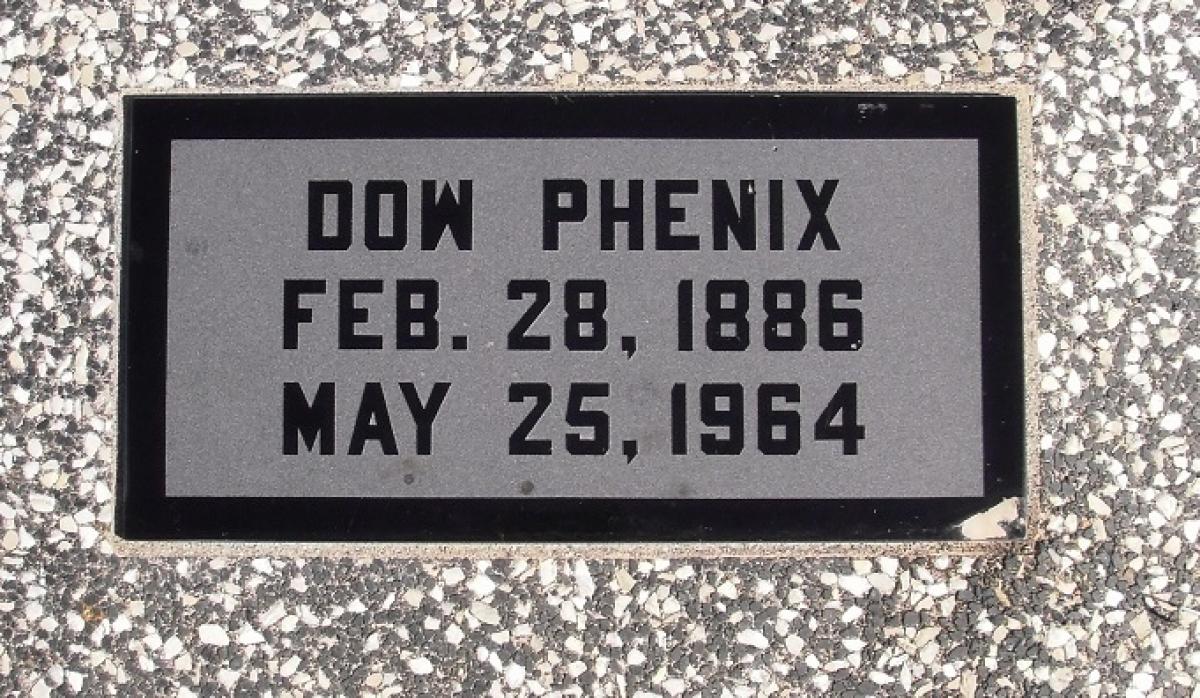 DOW PHENIX
FEB. 28, 1886
MAY 25, 1964